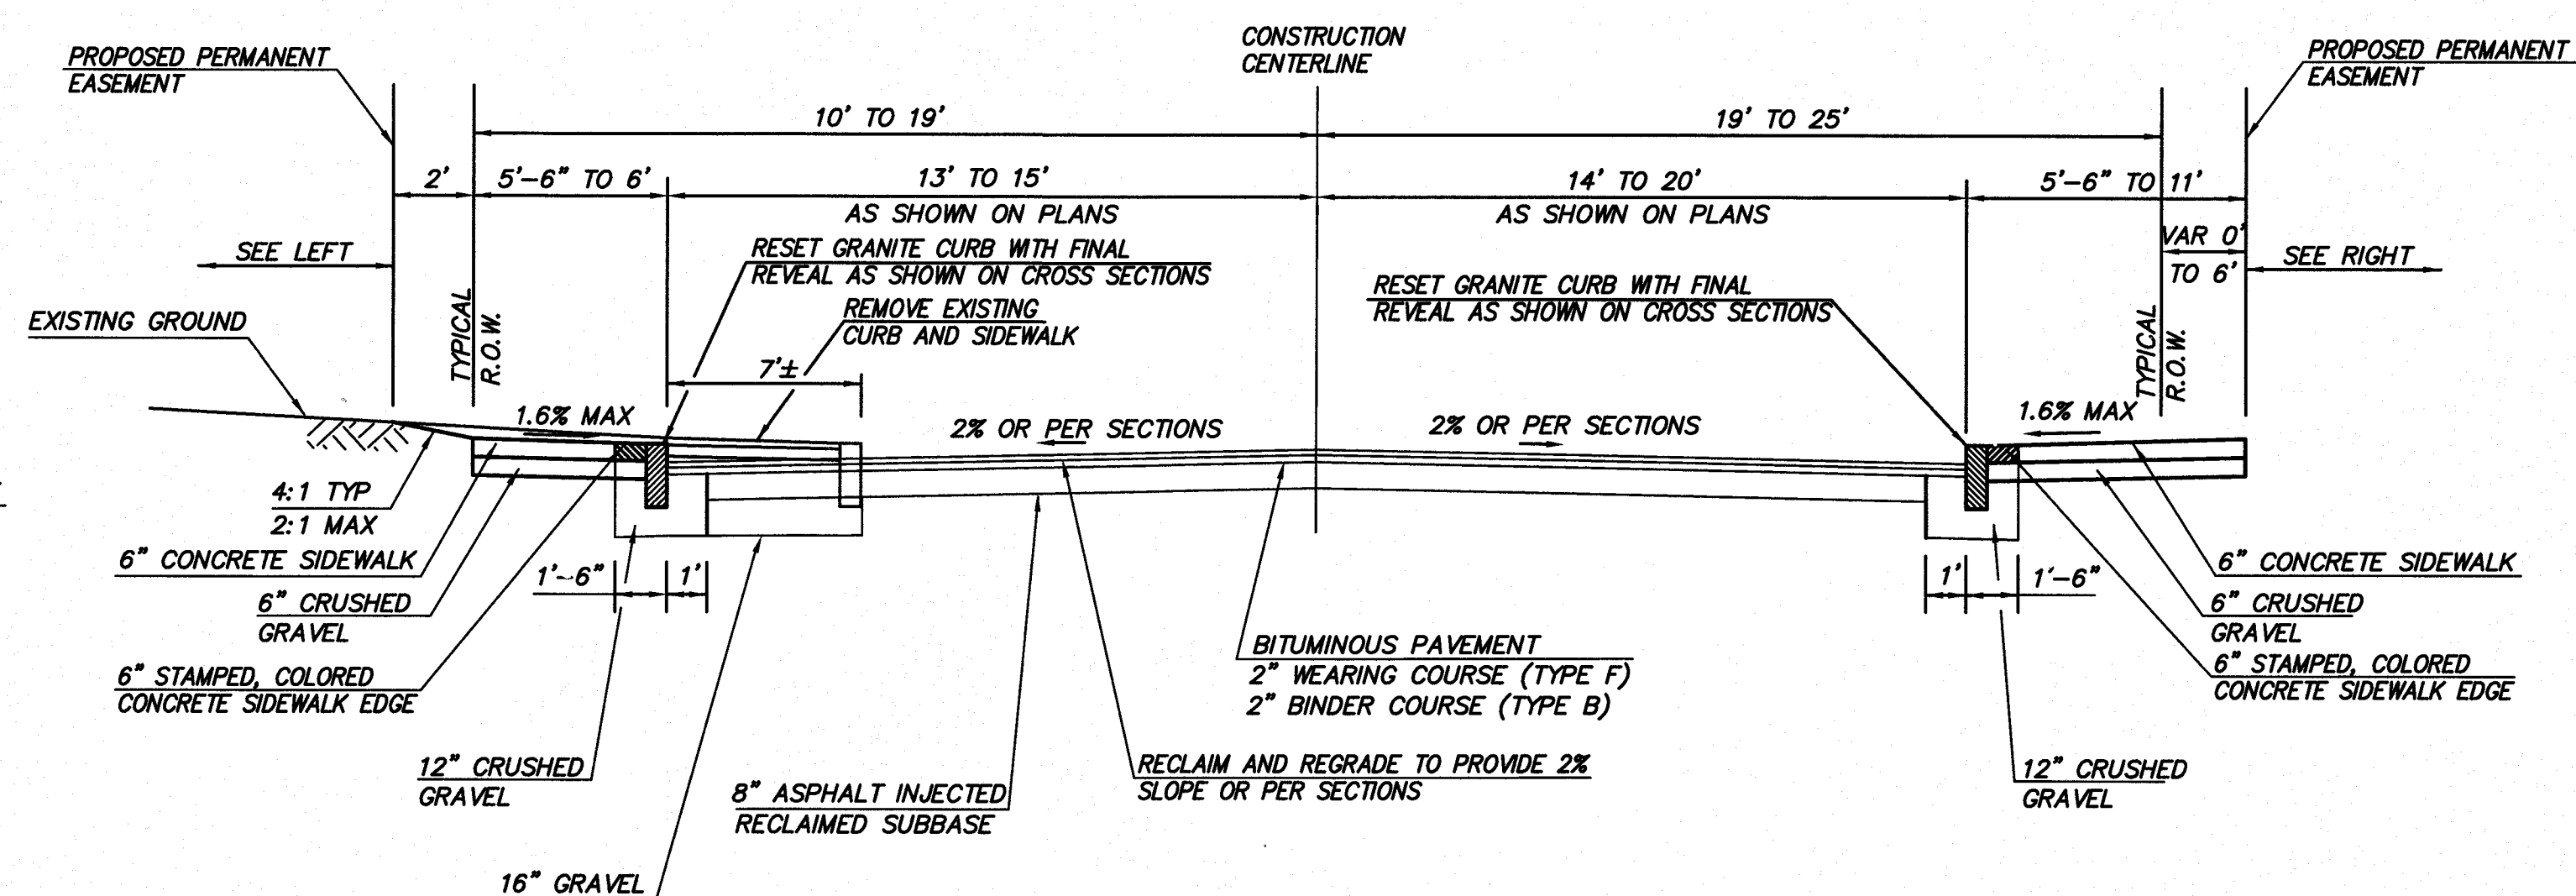 CONSTRUCTION
CENTERLINE
PROPOSED PERMANENT
EASEMENT
PROPOSED PERMANENT
EASEMENT
10' TO 19'
19' TO 25'
2'
5'-6" TO 6'
13' TO 15'
AS SHOWN ON PLANS
14' TO 20'
AS SHOWN ON PLANS
5'-6" TO 11'
SEE LEFT
VAR 0'
TO 6'
SEE RIGHT
RESET GRANITE CURB WITH FINAL
REVEAL AS SHOWN ON CROSS SECTIONS
RESET GRANITE CURB WITH FINAL
REVEAL AS SHOWN ON CROSS SECTIONS
REMOVE EXISTING
CURB AND SIDEWALK
EXISTING GROUND
TYPICAL
R.O.W.
TYPICAL
R.O.W.
7'±
1.6% MAX
2% OR PER SECTIONS
2% OR PER SECTIONS
1.6% MAX
4:1 TYP
2:1 MAX
6" CONCRETE SIDEWALK
6" CRUSHED
GRAVEL
6" STAMPED, COLORED
CONCRETE SIDEWALK EDGE
1'-6"
1'
1'
1'-6"
6" CONCRETE SIDEWALK
6" CRUSHED
GRAVEL
6" STAMPED, COLORED
CONCRETE SIDEWALK EDGE
BITUMINOUS PAVEMENT
2" WEARING COURSE (TYPE F)
2" BINDER COURSE (TYPE B)
12" CRUSHED
GRAVEL
8" ASPHALT INJECTED
RECLAIMED SUBBASE
RECLAIM AND REGRADE TO PROVIDE 2%
SLOPE OR PER SECTIONS
12" CRUSHED
GRAVEL
16" GRAVEL